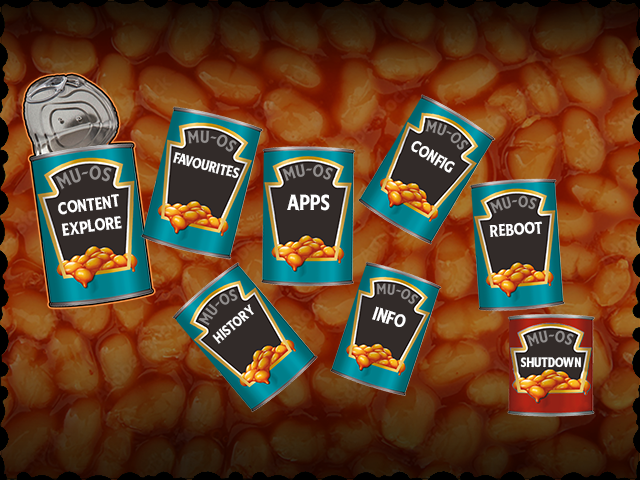 MU-OS
CONTENT
EXPLORE
MU-OS
FAVOURITES
MU-OS
APPS
MU-OS
CONFIG
MU-OS
REBOOT
MU-OS
HISTORY
MU-OS
INFO
MU-OS
SHUTDOWN